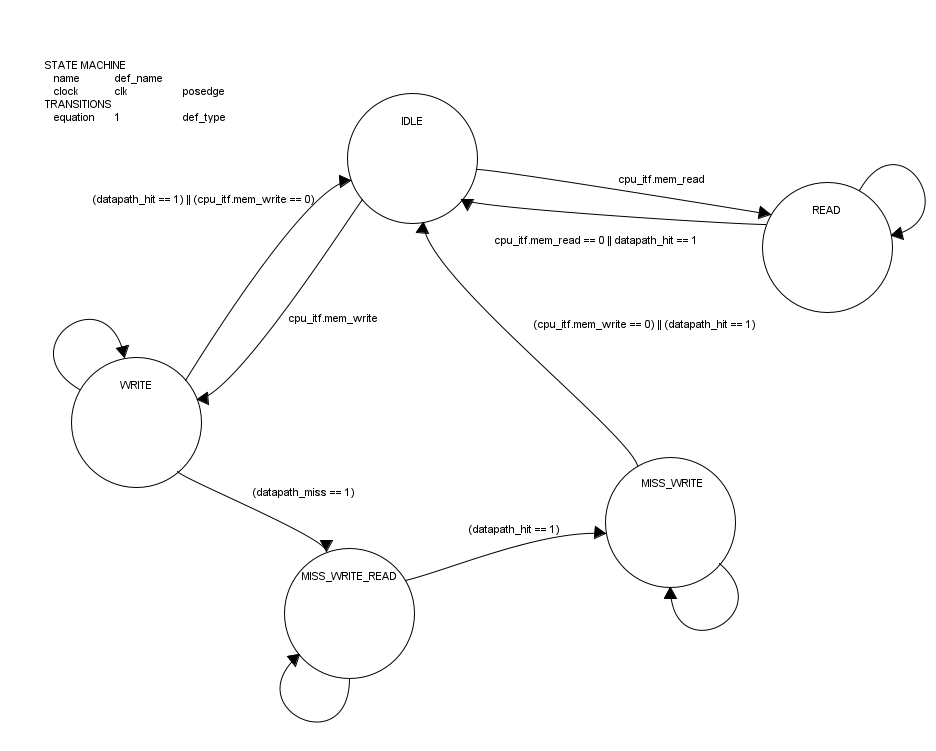 STATE MACHINE
name def_name
clock clk posedge
TRANSITIONS
equation 1 def_type
IDLE
cpu_itf.mem_read
(datapath_hit == 1) || (cpu_itf.mem_write == 0)
READ
cpu_itf.mem_read == 0 || datapath_hit == 1
cpu_itf.mem_write
(cpu_itf.mem_write == 0) || (datapath_hit == 1)
WRITE
MISS_WRITE
(datapath_miss == 1)
(datapath_hit == 1)
MISS_WRITE_READ